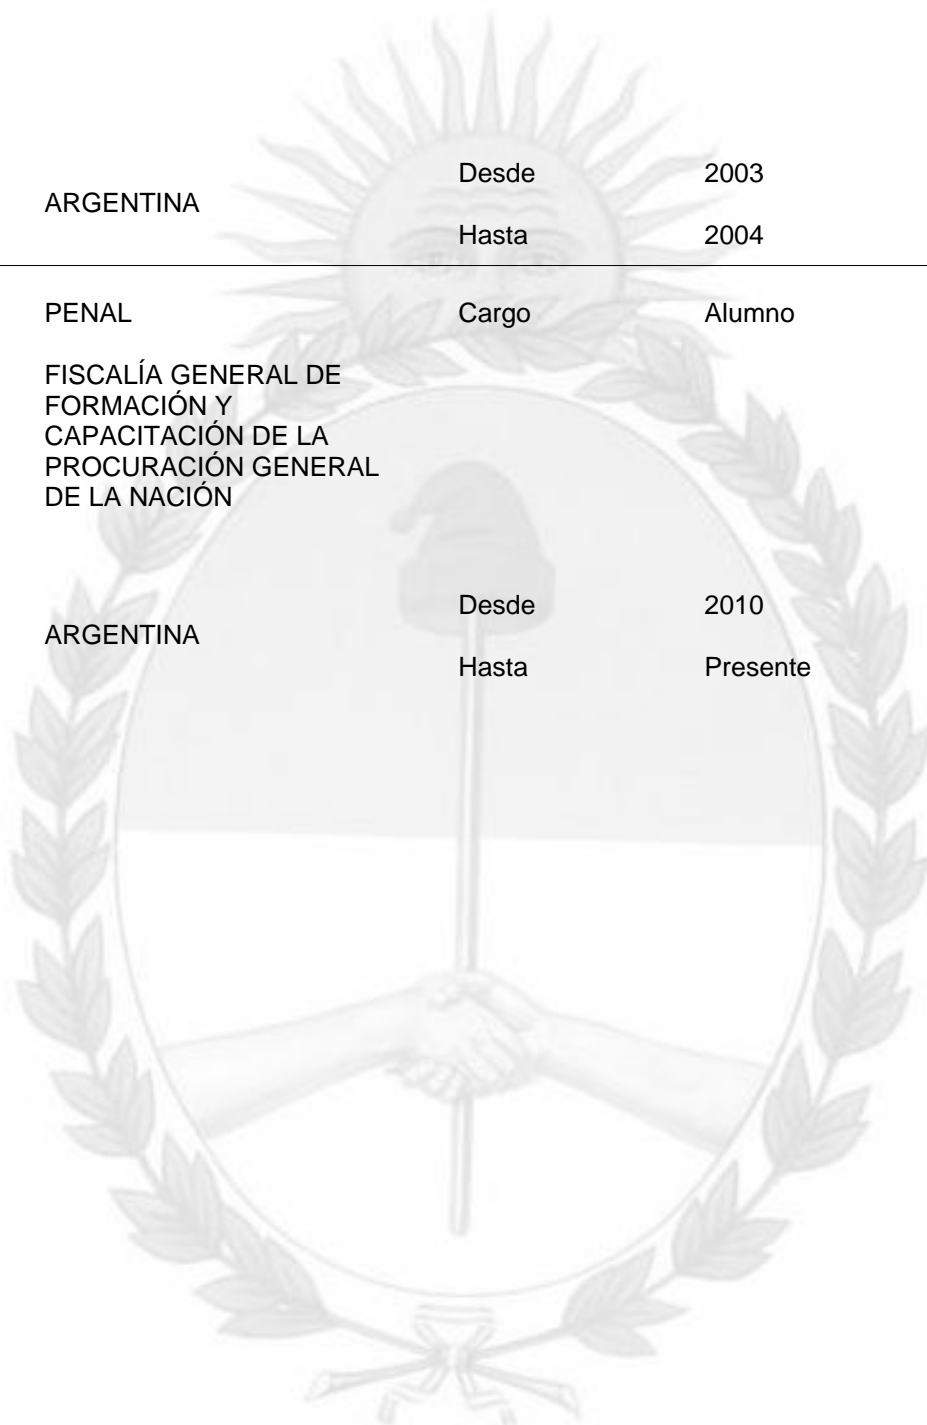 Desde 2003
ARGENTINA
Hasta 2004
PENAL Cargo Alumno
FISCALÍA GENERAL DE
FORMACIÓN Y
CAPACITACIÓN DE LA
PROCURACIÓN GENERAL
DE LA NACIÓN
Desde 2010
ARGENTINA
Hasta Presente